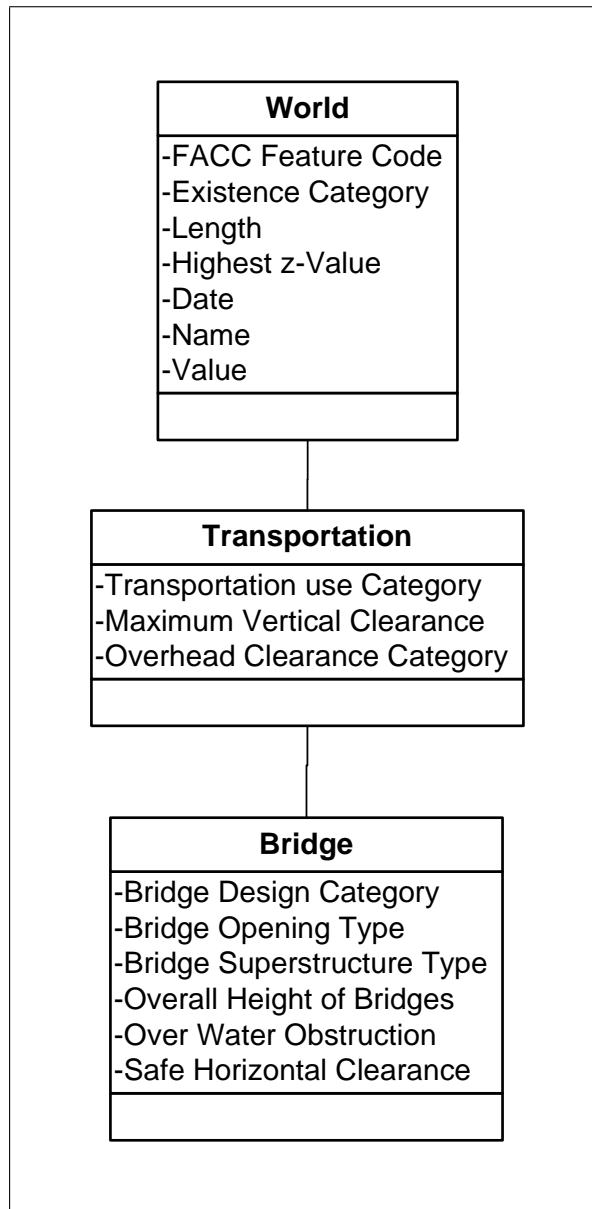 World
-FACC Feature Code
-Existence Category
-Length
-Highest z-Value
-Date
-Name
-Value
Transportation
-Transportation use Category
-Maximum Vertical Clearance
-Overhead Clearance Category
Bridge
-Bridge Design Category
-Bridge Opening Type
-Bridge Superstructure Type
-Overall Height of Bridges
-Over Water Obstruction
-Safe Horizontal Clearance